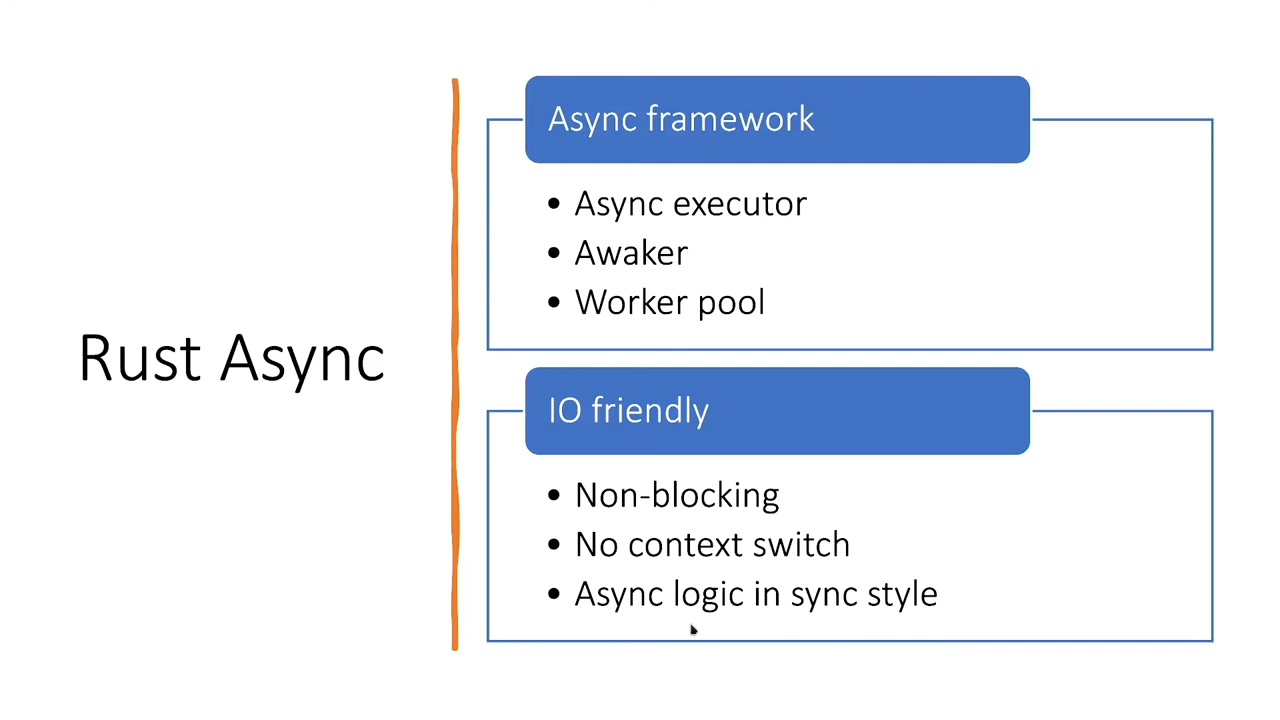 Rust Async
Async framework
• Async executor
• Awaker
• Worker pool
IO friendly
• Non-blocking
• No context switch
• Async logic in sync style